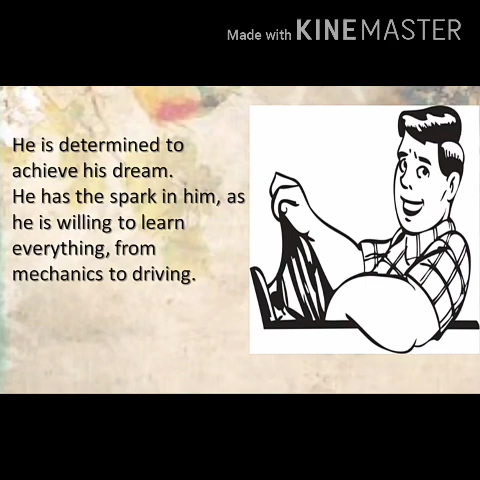 Made with KINEMASTER
He is determined to
achieve his dream.
He has the spark in him, as
he is willing to learn
everything, from
mechanics to driving.